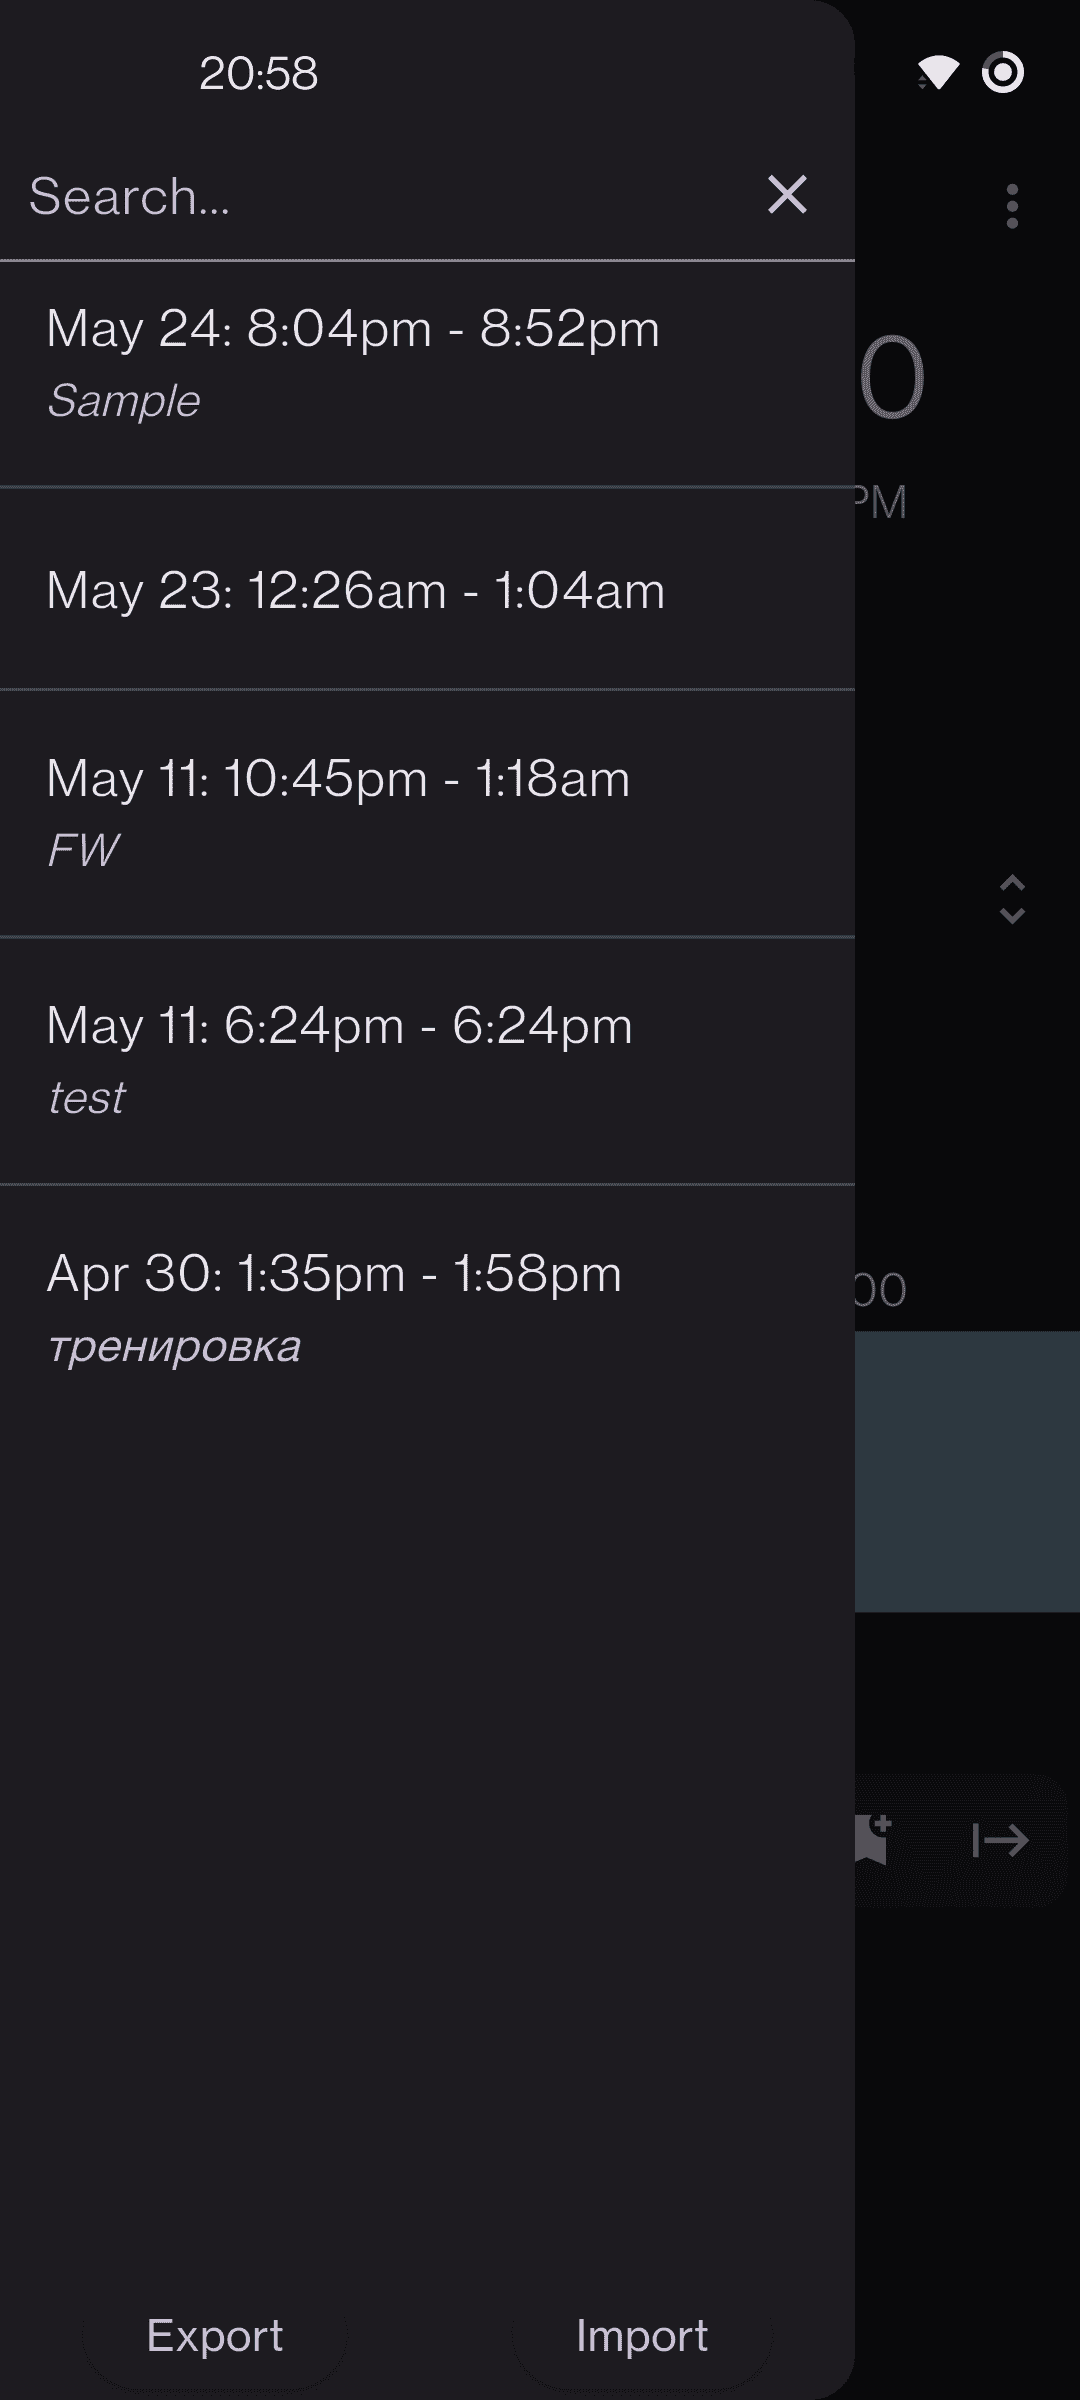 20:58
Search...
May 24: 8:04pm - 8:52pm
Sample
0
PM
May 23: 12:26am - 1:04am
May 11: 10:45pm - 1:18am
FW
May 11: 6:24pm - 6:24pm
test
Apr 30: 1:35pm - 1:58pm
00
тренировка
Export
Import